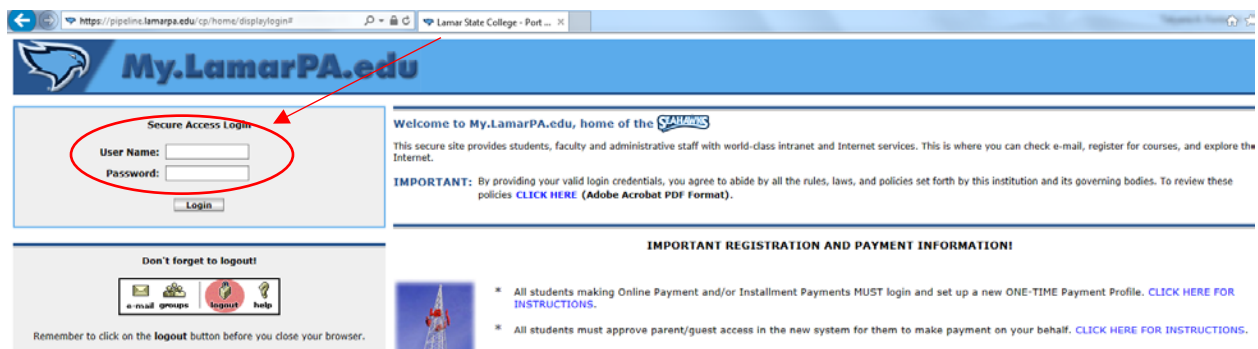 https://pipeline.lamarpa.edu/cp/home/displaylogin#
Lamar State College - Port ...
My.LamarPA.edu
Secure Access Login
User Name:
Password:
Login
Don't forget to logout!
e-mail groups logout help
Remember to click on the logout button before you close your browser.
Welcome to My.LamarPA.edu, home of the SEAHAWKS
This secure site provides students, faculty and administrative staff with world-class intranet and Internet services. This is where you can check e-mail, register for courses, and explore the
Internet.
IMPORTANT: By providing your valid login credentials, you agree to abide by all the rules, laws, and policies set forth by this institution and its governing bodies. To review these
policies CLICK HERE (Adobe Acrobat PDF Format).
IMPORTANT REGISTRATION AND PAYMENT INFORMATION!
* All students making Online Payment and/or Installment Payments MUST login and set up a new ONE-TIME Payment Profile. CLICK HERE FOR
INSTRUCTIONS.
* All students must approve parent/guest access in the new system for them to make payment on your behalf. CLICK HERE FOR INSTRUCTIONS.